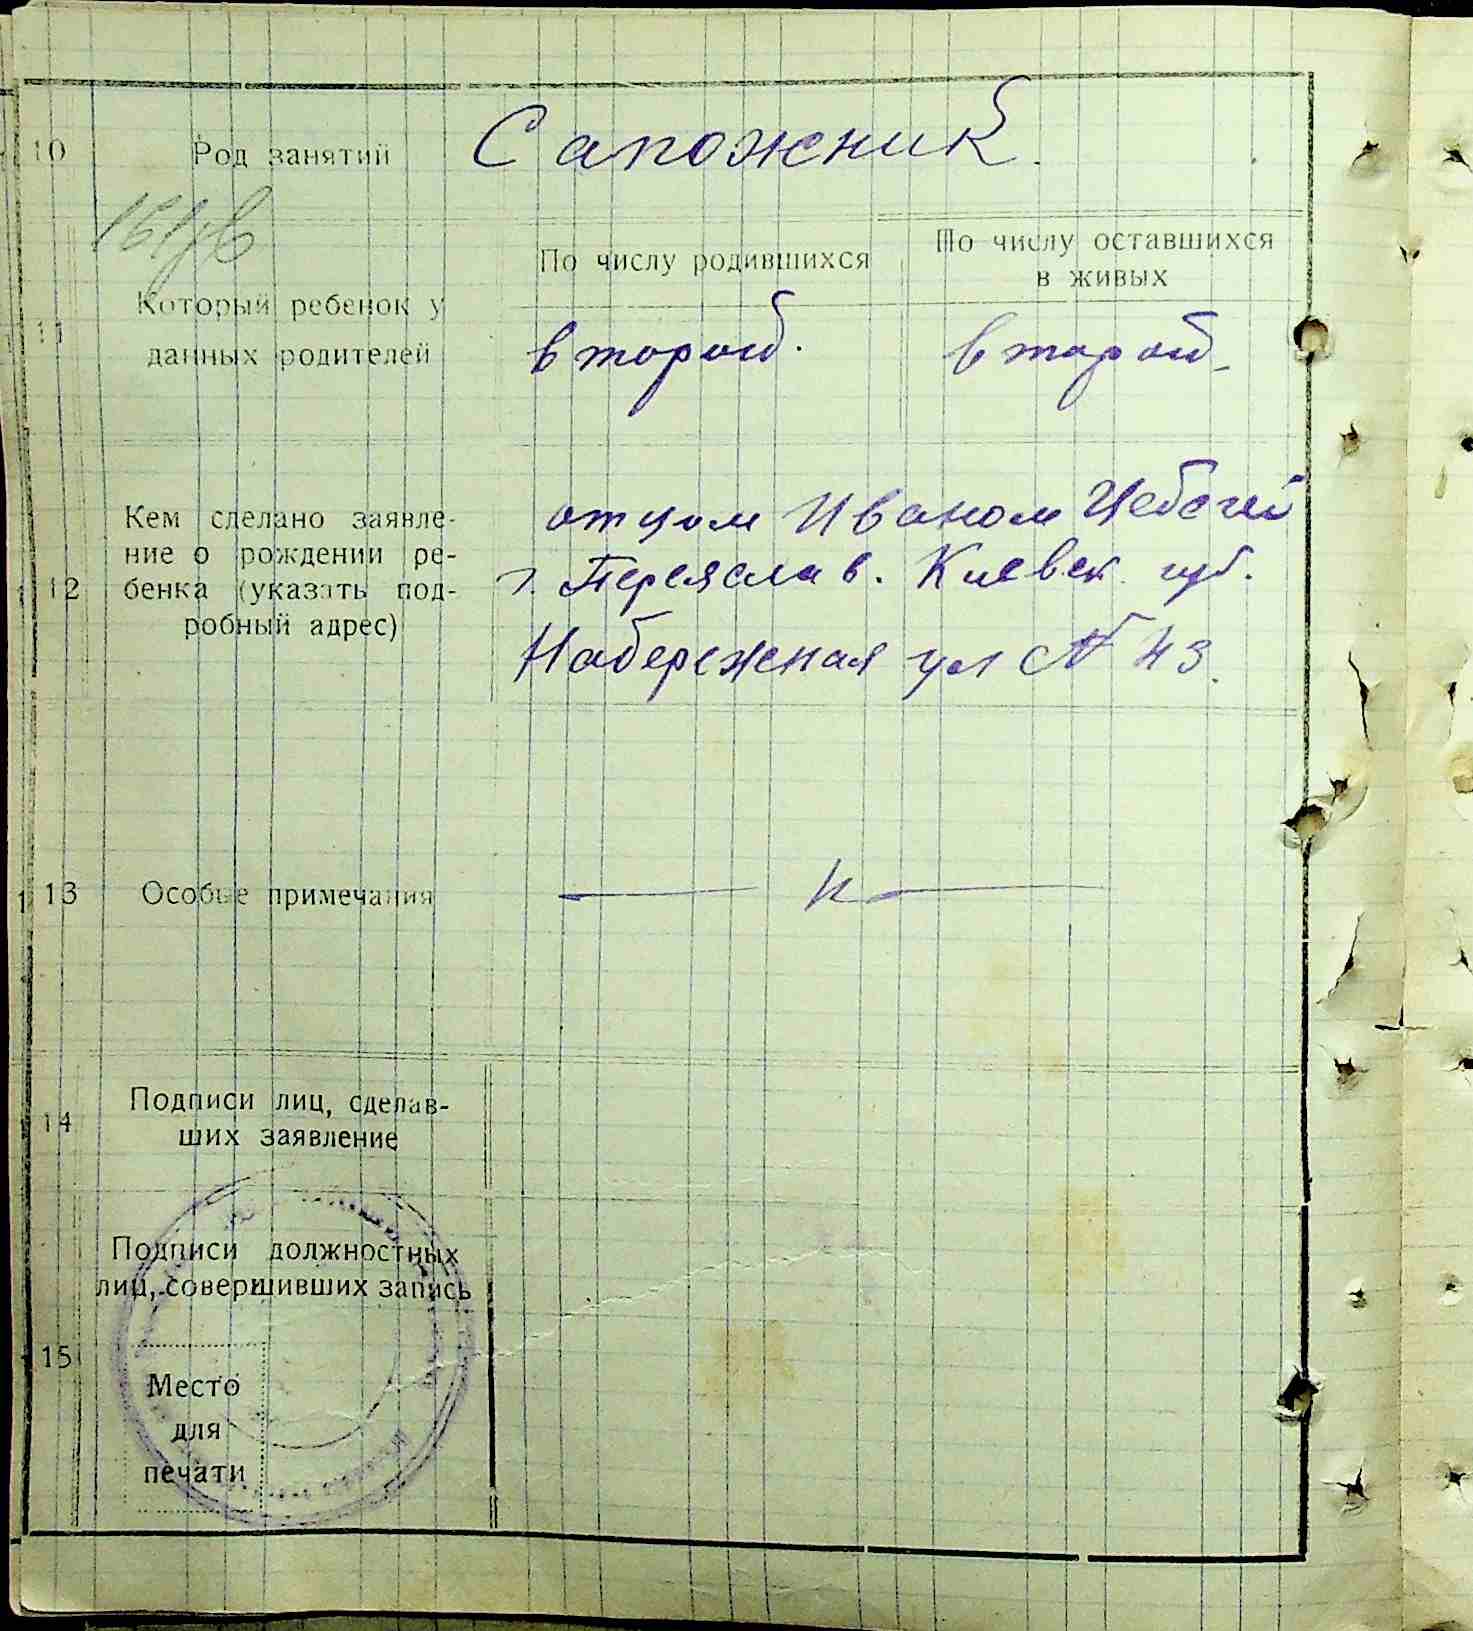 10 Род занятий Сапожник.
По числу родившихся
По числу оставшихся
в живых
11 Который ребенок у
данных родителей
второй. второй
12 Кем сделано заявле-
ние о рождении ре-
бенка (указать под-
робный адрес)
отцом Иваном
г. Переяслав. Киевск. губ.
Набережная ул № 43.
13 Особые примечания
14 Подписи лиц, сделав-
ших заявление
Подписи должностных
лиц, совершивших запись
15
Место
для
печати